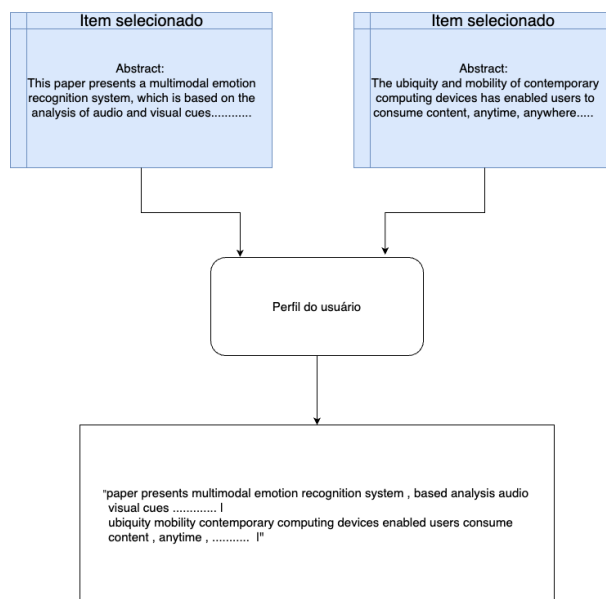 Item selecionado
Abstract:
This paper presents a multimodal emotion
recognition system, which is based on the
analysis of audio and visual cues............
Item selecionado
Abstract:
The ubiquity and mobility of contemporary
computing devices has enabled users to
consume content, anytime, anywhere.....
Perfil do usuário
"paper presents multimodal emotion recognition system , based analysis audio
visual cues ............. l
ubiquity mobility contemporary computing devices enabled users consume
content , anytime , ........... l"